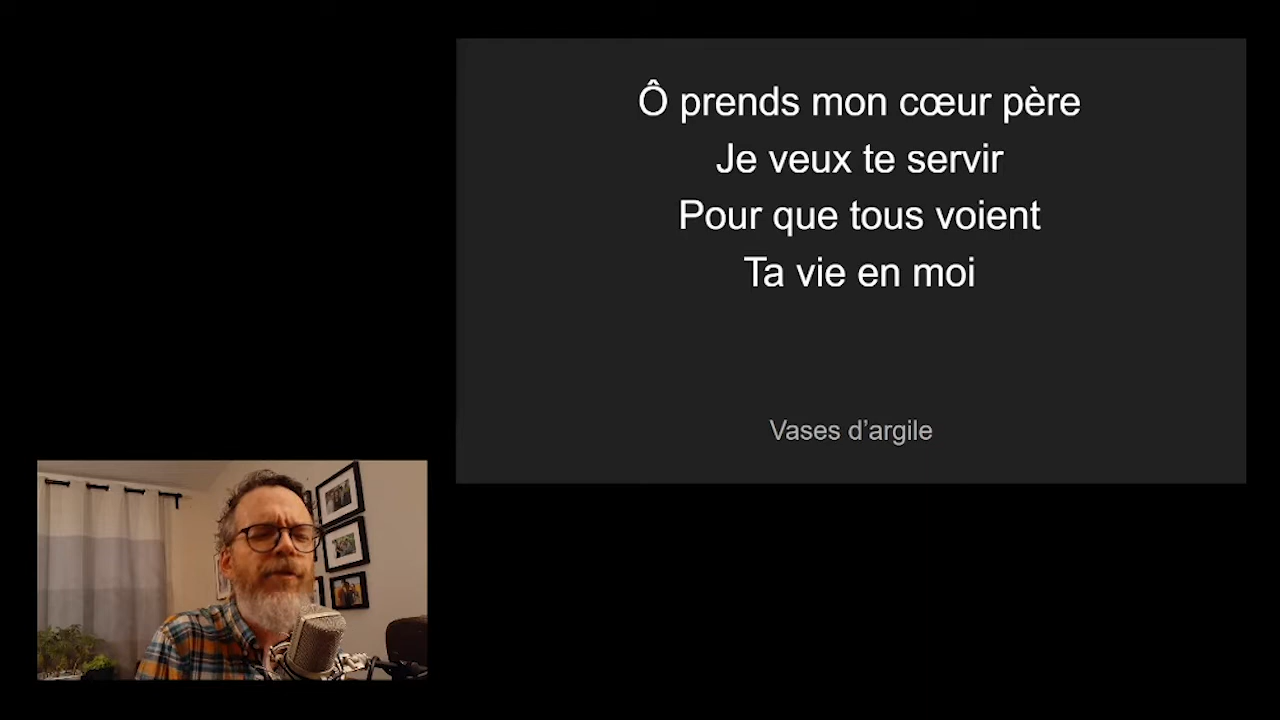 Ô prends mon cœur père
Je veux te servir
Pour que tous voient
Ta vie en moi
Vases d’argile